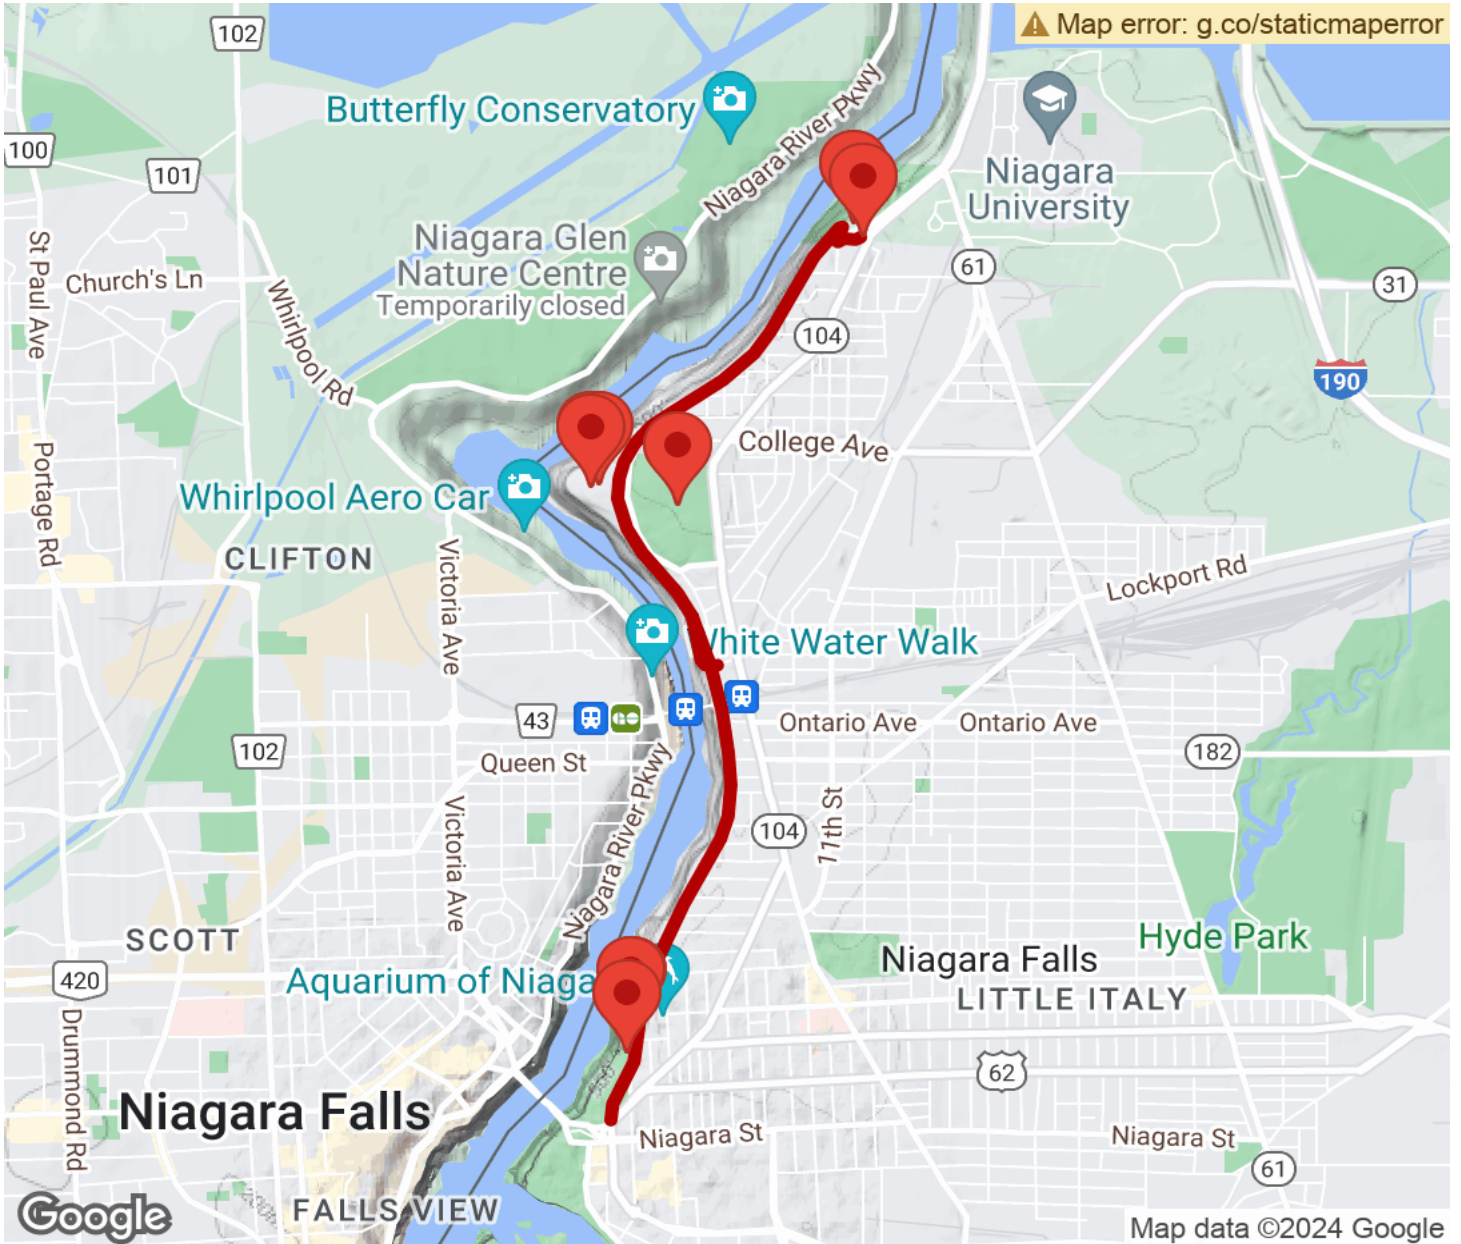 102
Map error: g.co/staticmaperror
Butterfly Conservatory
Niagara River Pkwy
100
101
Niagara
University
St Paul Ave
Niagara Glen
Nature Centre
Temporarily closed
Church's Ln
61
31
Whirlpool Rd
104
190
College Ave
Portage Rd
Whirlpool Aero Car
CLIFTON
Victoria Ave
Lockport Rd
White Water Walk
43
Ontario Ave
Ontario Ave
102
Queen St
182
Niagara River Pkwy
Victoria Ave
104
11th St
SCOTT
Hyde Park
Niagara Falls
LITTLE ITALY
420
Aquarium of Niaga
Drummond Rd
62
Niagara Falls
Niagara St
Niagara St
61
FALLSVIEW
Google
Map data ©2024 Google